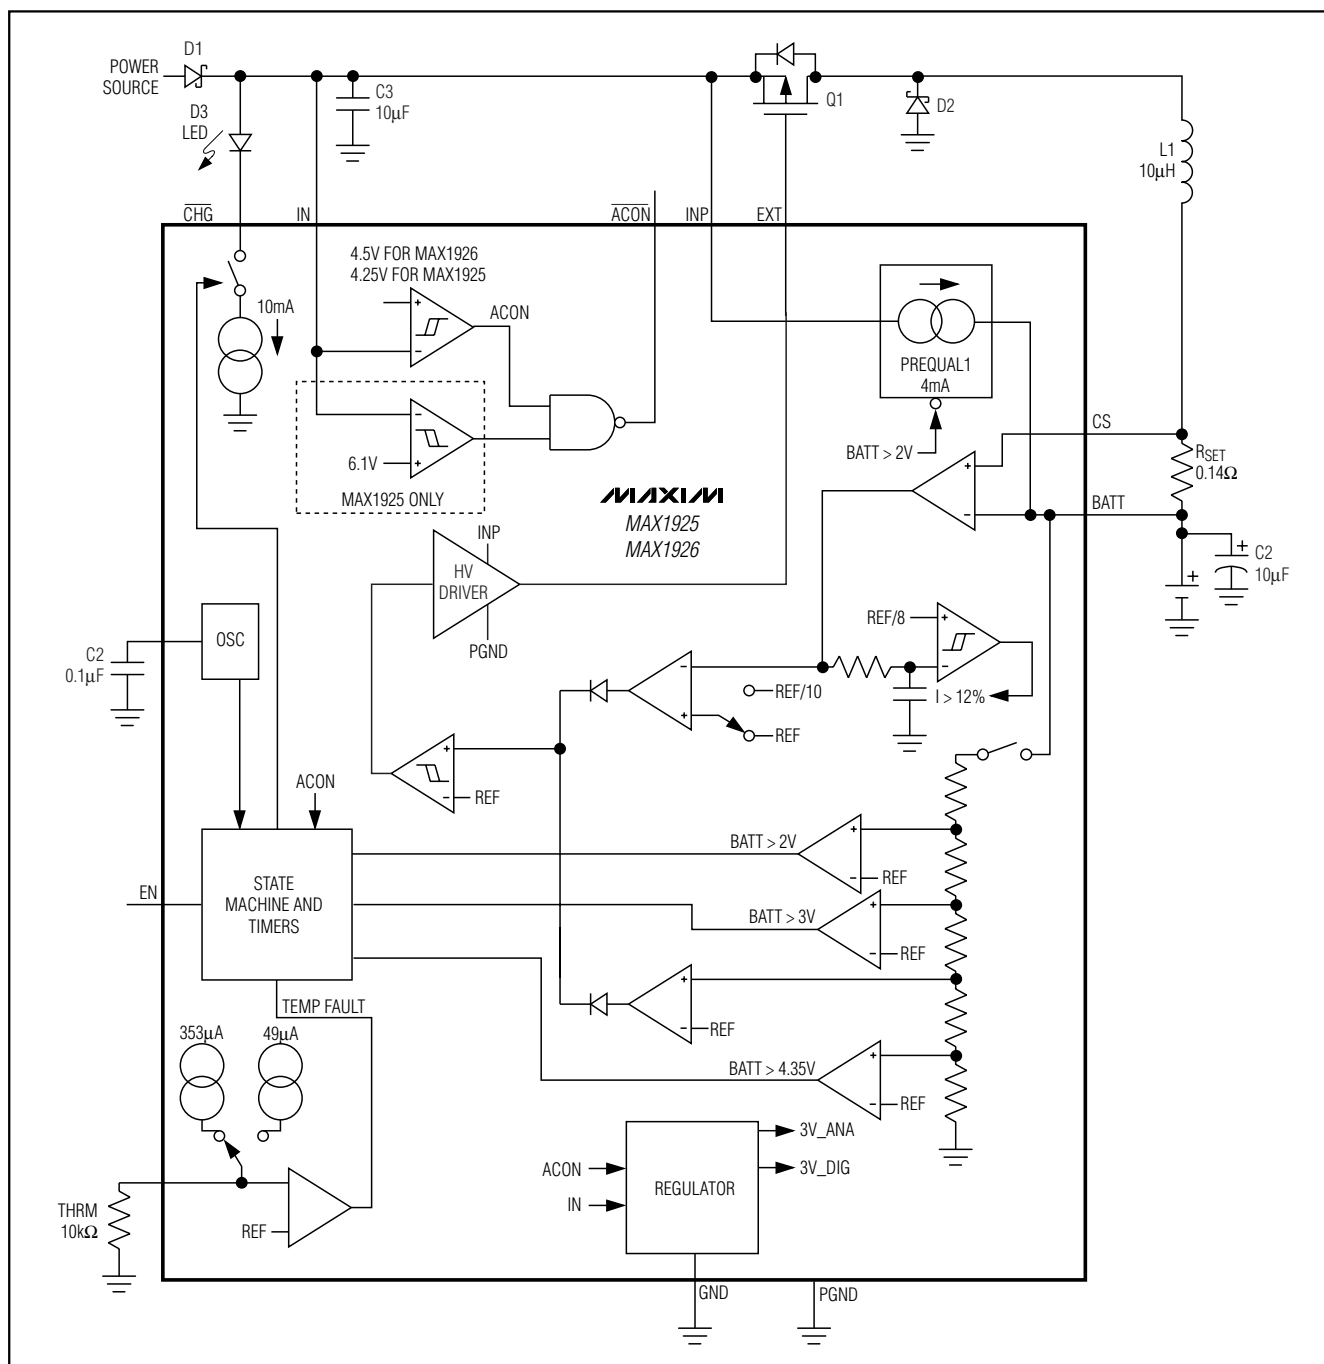 D1
POWER
SOURCE
D3
LED
C3
10μF
Q1
D2
L1
10μH
CHG
IN
ACON
INP
EXT
4.5V FOR MAX1926
4.25V FOR MAX1925
10mA
ACON
PREQUAL1
4mA
BATT > 2V
CS
6.1V
MAX1925 ONLY
MAXIM
MAX1925
MAX1926
RSET
0.14Ω
BATT
INP
HV
DRIVER
PGND
C2
10μF
OSC
C2
0.1μF
REF/8
I > 12%
REF/10
REF
REF
ACON
BATT > 2V
REF
EN
STATE
MACHINE AND
TIMERS
BATT > 3V
REF
TEMP FAULT
REF
353μA
49μA
BATT > 4.35V
REF
3V_ANA
ACON
3V_DIG
REGULATOR
IN
THRM
10kΩ
REF
GND
PGND